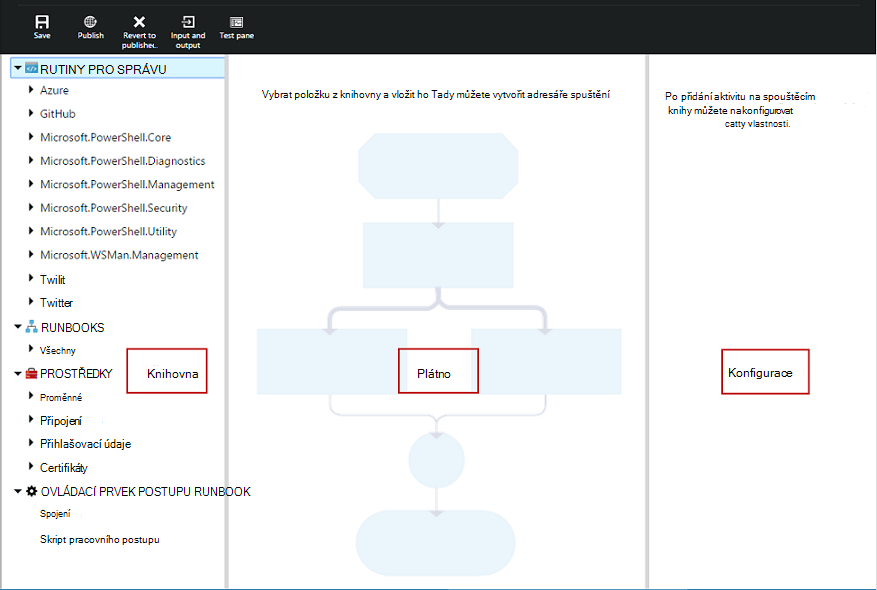 Save
Publish
Revert to
publishe..
Input and
output
Test pane
RUTINY PRO SPRÁVU
Azure
GitHub
Microsoft.PowerShell.Core
Microsoft.PowerShell.Diagnostics
Microsoft.PowerShell.Management
Microsoft.PowerShell.Security
Microsoft.PowerShell.Utility
Microsoft.WSMan.Management
Twilit
Twitter
RUNBOOKS
Všechny
PROSTŘEDKY
Proměnné
Připojení
Přihlašovací údaje
Certifikáty
OVLÁDACÍ PRVEK POSTUPU RUNBOOK
Spojení
Skript pracovního postupu
Knihovna
Vybrat položku z knihovny a vložit ho Tady můžete vytvořit adresáře spuštění
Plátno
Po přidání aktivitu na spouštěcím
knihy můžete nakonfigurovat
catty vlastnosti.
Konfigurace